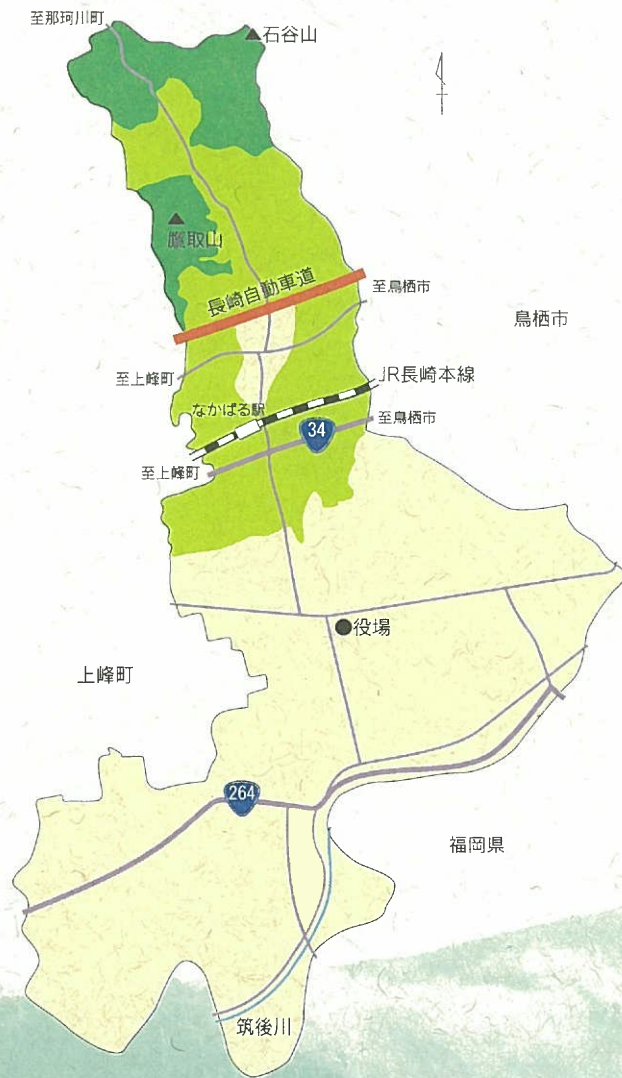 至那珂川町
石谷山
鷹取山
長崎自動車道
至鳥栖市
鳥栖市
至上峰町
JR長崎本線
なかばる駅
至鳥栖市
34
至上峰町
役場
上峰町
264
福岡県
筑後川